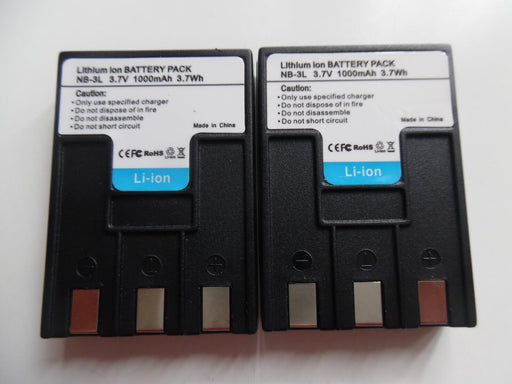 Lithium ion BATTERY PACK
NB-3L 3.7V 1000mAh 3.7Wh
Caution:
•Only use specified charger
•Do not dispose of in fire
•Do not disassemble
•Do not short circuit
Made in China
CE FC RoHS
Li-ion
Lithium ion BATTERY PACK
NB-3L 3.7V 1000mAh 3.7Wh
Caution:
•Only use specified charger
•Do not dispose of in fire
•Do not disassemble
•Do not short circuit
Made in China
CE FC RoHS
Li-ion